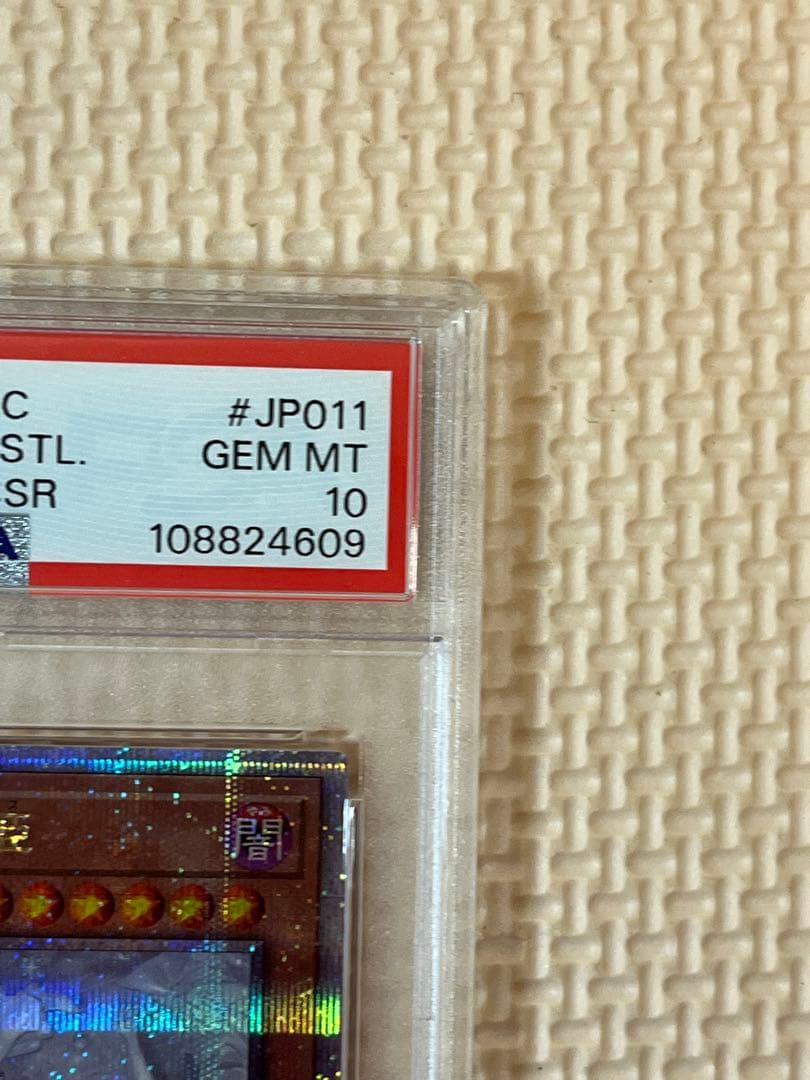 C #JP011
STL. GEM MT
SR 10
A 108824609
闇